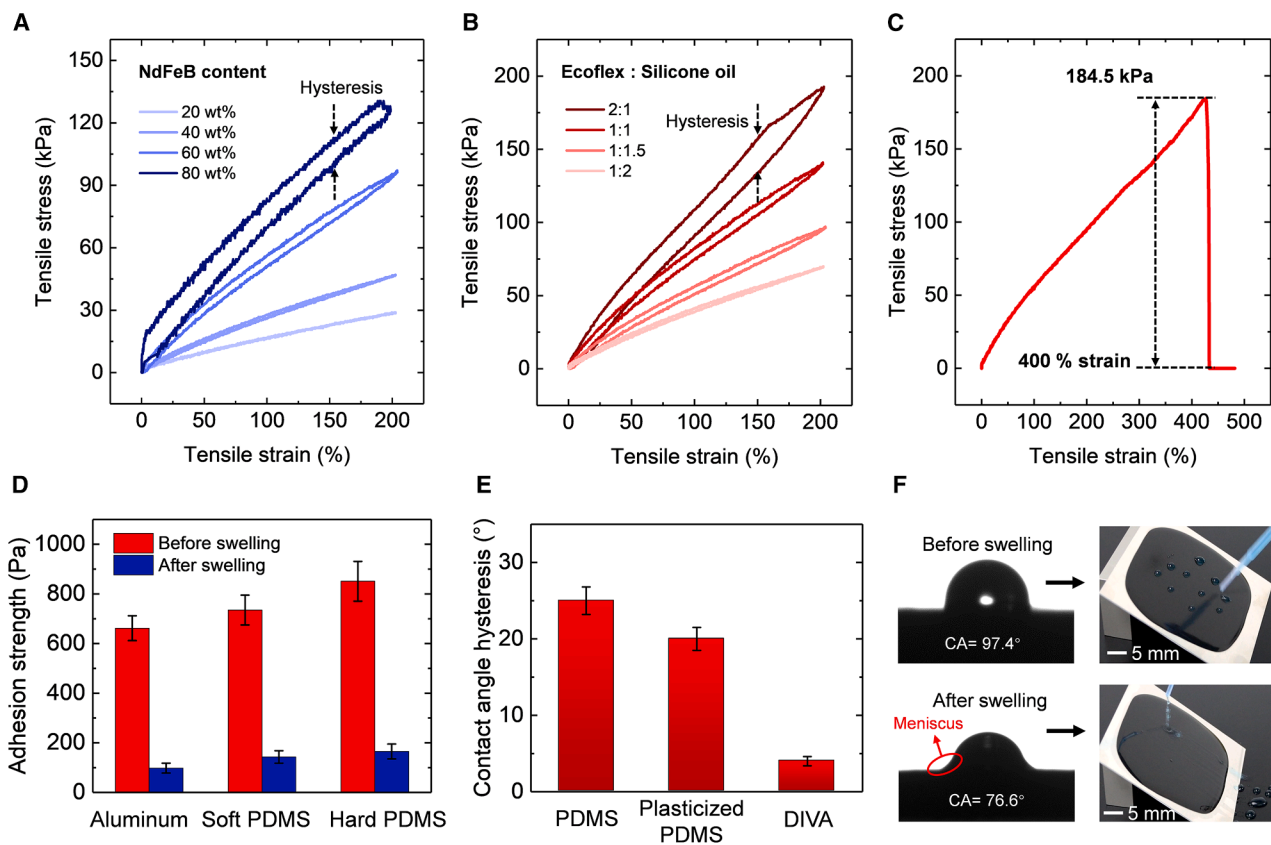 A
150
120
90
60
30
0
Tensile stress (kPa)
NdFeB content
20 wt%
40 wt%
60 wt%
80 wt%
Hysteresis
0 50 100 150 200
Tensile strain (%)
B
200
150
100
50
0
Tensile stress (kPa)
Ecoflex : Silicone oil
2:1
1:1
1:1.5
1:2
Hysteresis
0 50 100 150 200
Tensile strain (%)
C
200
150
100
50
0
Tensile stress (kPa)
184.5 kPa
400 % strain
0 100 200 300 400 500
Tensile strain (%)
D
1000
800
600
400
200
0
Adhesion strength (Pa)
Before swelling
After swelling
Aluminum Soft PDMS Hard PDMS
E
30
20
10
0
Contact angle hysteresis (°)
PDMS Plasticized PDMS DIVA
F
Before swelling
CA= 97.4°
5 mm
After swelling
Meniscus
CA= 76.6°
5 mm